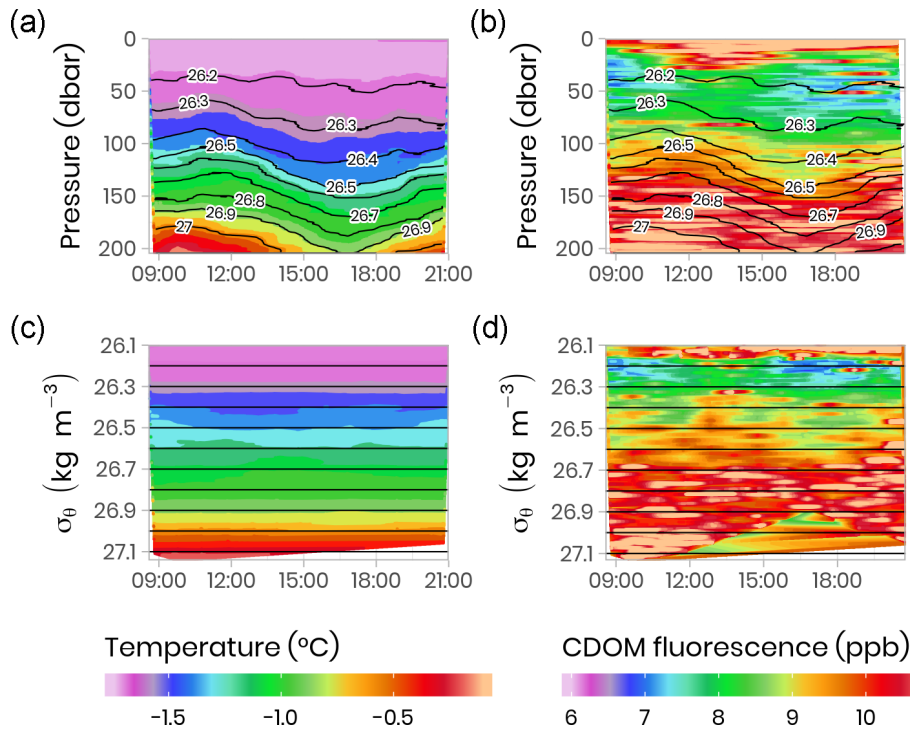 (a)
(b)
Pressure (dbar)
0
50
100
150
200
26.2
26.3
26.3
26.5
26.4
26.5
26.8
26.7
26.9
27
26.9
09:00 12:00 15:00 18:00 21:00
Pressure (dbar)
0
50
100
150
200
26.2
26.3
26.3
26.5
26.4
26.5
26.8
26.7
26.9
27
26.9
09:00 12:00 15:00 18:00
(c)
(d)
σθ (kg m−3)
26.1
26.3
26.5
26.7
26.9
27.1
09:00 12:00 15:00 18:00 21:00
σθ (kg m−3)
26.1
26.3
26.5
26.7
26.9
27.1
09:00 12:00 15:00 18:00
Temperature (ºC)
-1.5 -1.0 -0.5
CDOM fluorescence (ppb)
6 7 8 9 10